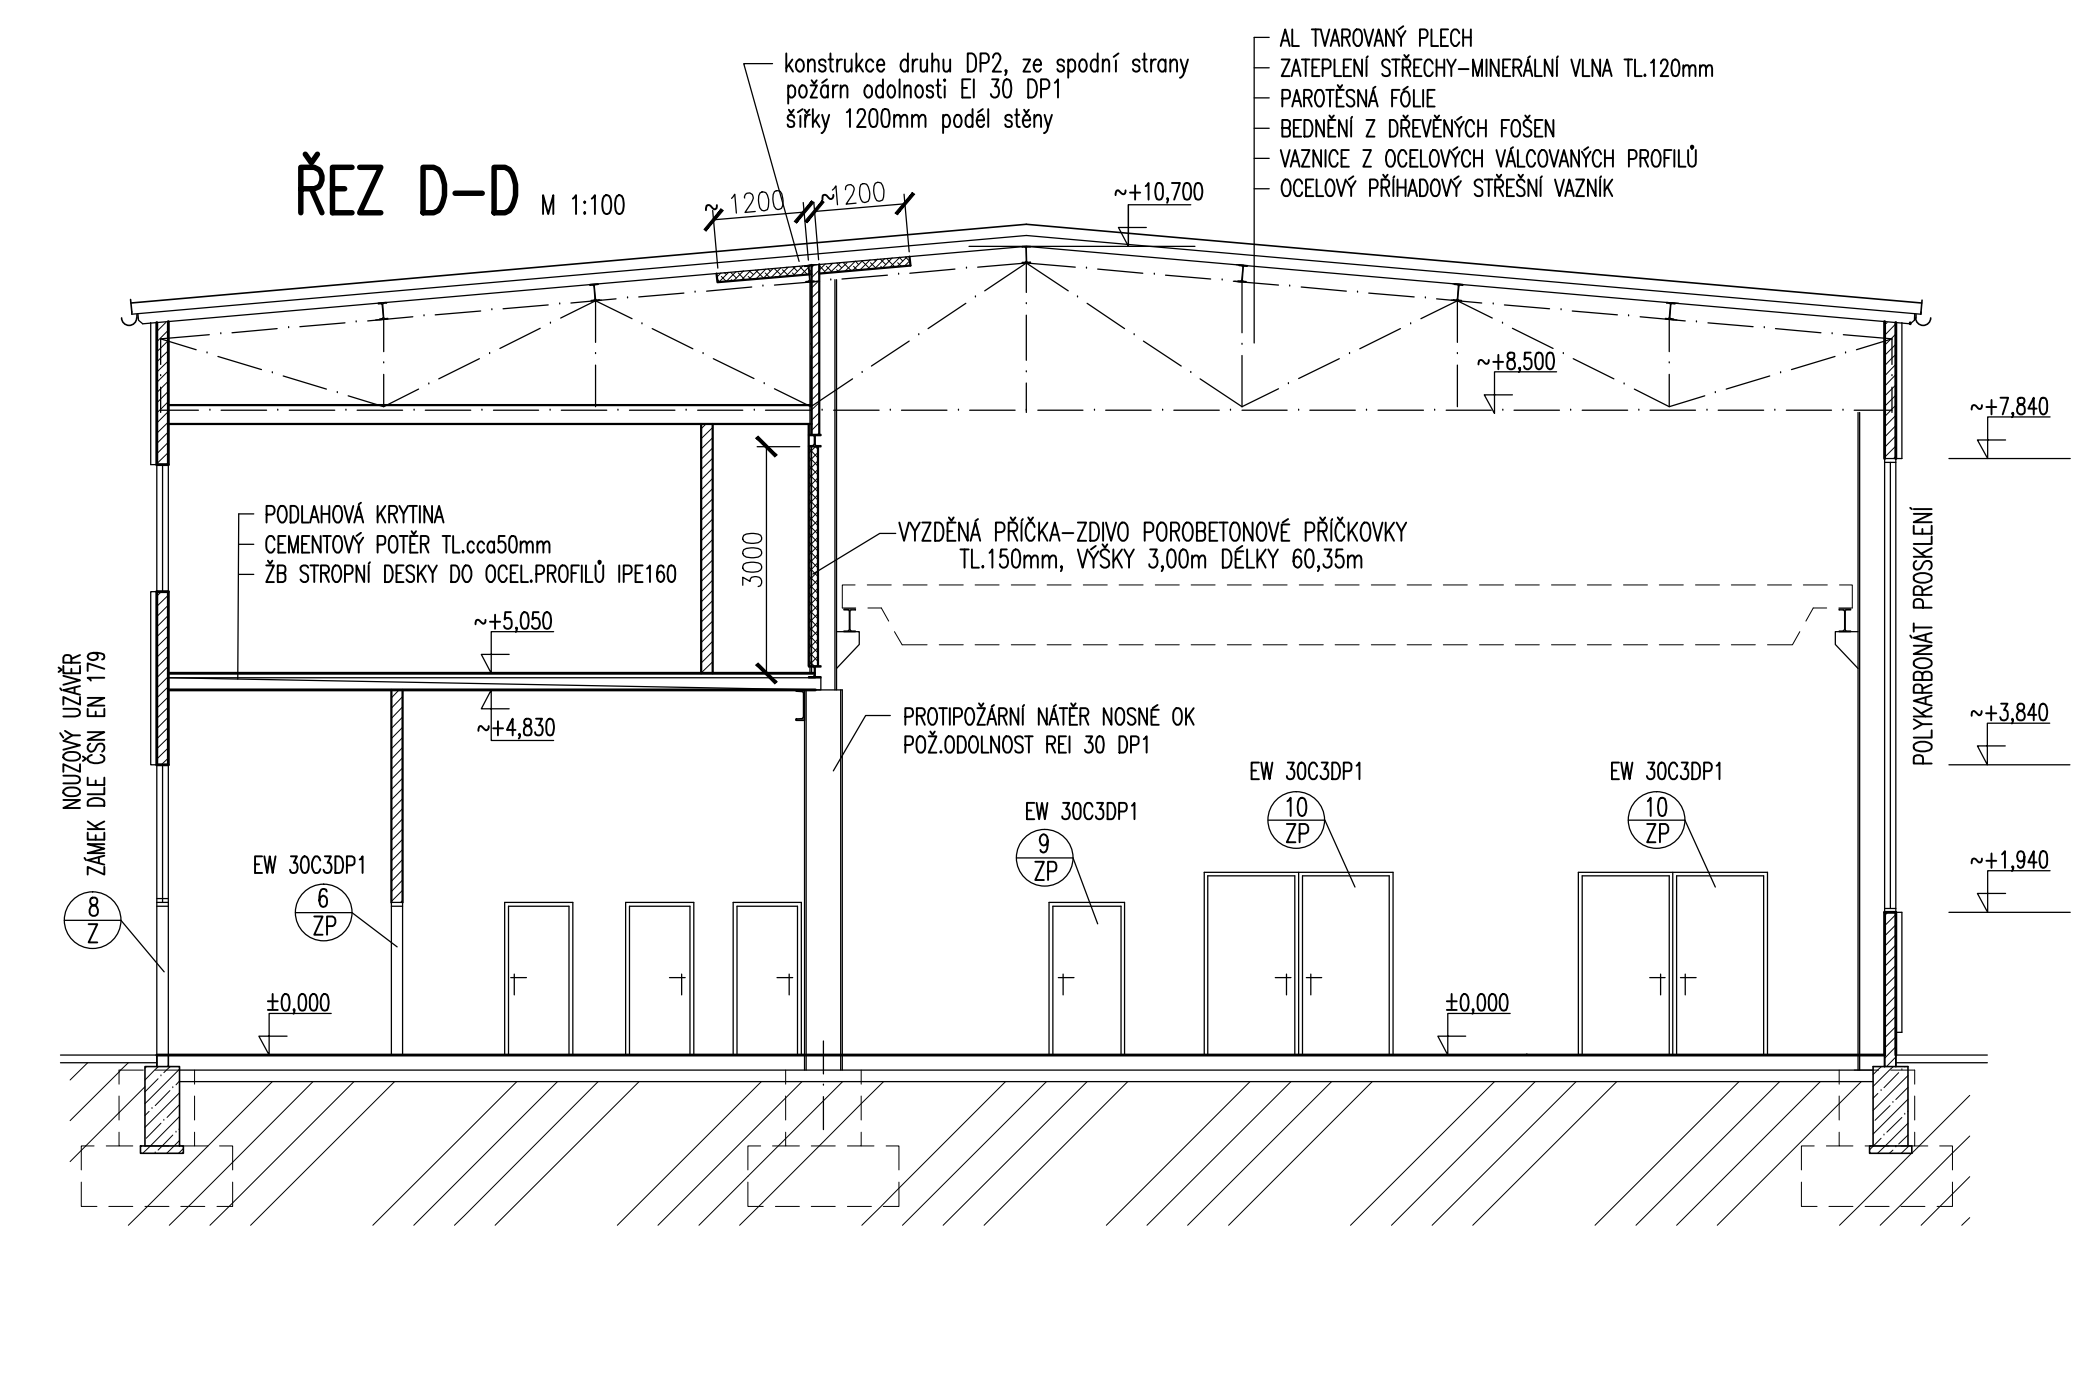 AL TVAROVANÝ PLECH
ZATEPLENÍ STŘECHY-MINERÁLNÍ VLNA TL.120mm
PAROTĚSNÁ FÓLIE
BEDNĚNÍ Z DŘEVĚNÝCH FOŠEN
VAZNICE Z OCELOVÝCH VÁLCOVANÝCH PROFILŮ
OCELOVÝ PŘÍHADOVÝ STŘEŠNÍ VAZNÍK
konstrukce druhu DP2, ze spodní strany
požárn odolnosti EI 30 DP1
šířky 1200mm podél stěny
ŘEZ D-D M 1:100
~1200
~1200
~+10,700
~+8,500
~+7,840
PODLAHOVÁ KRYTINA
CEMENTOVÝ POTĚR TL.cca50mm
ŽB STROPNÍ DESKY DO OCEL.PROFILŮ IPE160
3000
VYZDĚNÁ PŘÍČKA-ZDIVO POROBETONOVÉ PŘÍČKOVKY
TL.150mm, VÝŠKY 3,00m DÉLKY 60,35m
POLYKARBONÁT PROSKLENÍ
~+5,050
~+4,830
NOUZOVÝ UZÁVĚR
ZÁMEK DLE ČSN EN 179
PROTIPOŽÁRNÍ NÁTĚR NOSNÉ OK
POŽ.ODOLNOST REI 30 DP1
~+3,840
EW 30C3DP1
10
ZP
EW 30C3DP1
10
ZP
EW 30C3DP1
9
ZP
~+1,940
EW 30C3DP1
6
ZP
8
Z
±0,000
±0,000